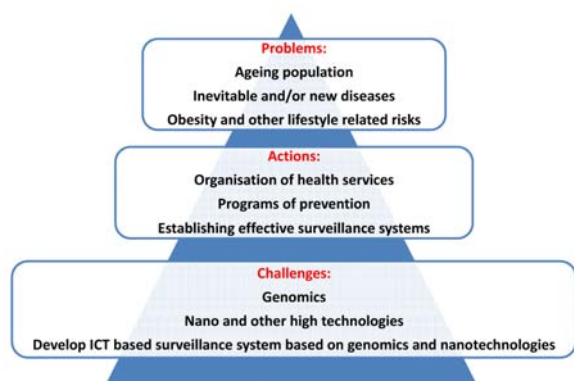 Problems:
Ageing population
Inevitable and/or new diseases
Obesity and other lifestyle related risks
Actions:
Organisation of health services
Programs of prevention
Establishing effective surveillance systems
Challenges:
Genomics
Nano and other high technologies
Develop ICT based surveillance system based on genomics and nanotechnologies